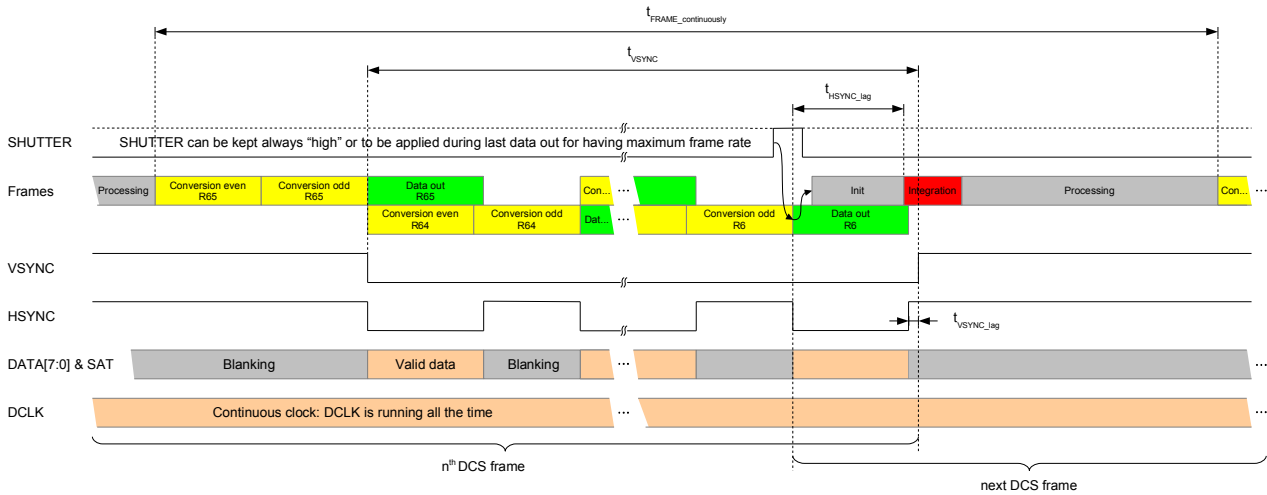 tFRAME_continuously
tVSYNC
tHSYNC_lag
SHUTTER
SHUTTER can be kept always “high” or to be applied during last data out for having maximum frame rate
Frames
Processing
Conversion even
R65
Conversion odd
R65
Data out
R65
Con...
...
Init
Integration
Processing
Con...
...
Conversion even
R64
Conversion odd
R64
Dat...
Conversion odd
R6
Data out
R6
VSYNC
HSYNC
tVSYNC_lag
DATA[7:0] & SAT
Blanking
Valid data
Blanking
...
...
DCLK
Continuous clock: DCLK is running all the time
...
...
nth DCS frame
next DCS frame